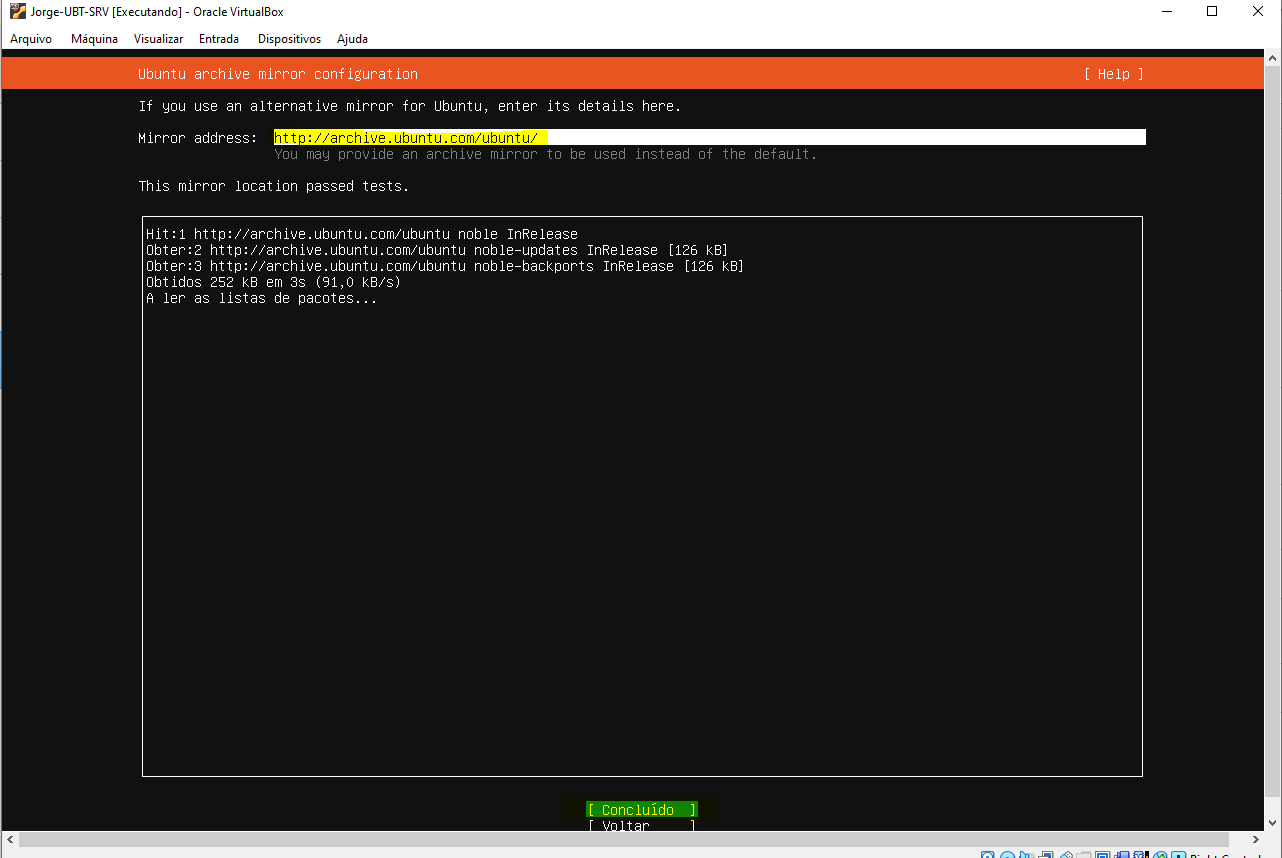 Jorge-UBT-SRV [Executando] - Oracle VirtualBox
Arquivo Máquina Visualizar Entrada Dispositivos Ajuda
Ubuntu archive mirror configuration [ Help ]
If you use an alternative mirror for Ubuntu, enter its details here.
Mirror address: http://archive.ubuntu.com/ubuntu/
You may provide an archive mirror to be used instead of the default.
This mirror location passed tests.
Hit:1 http://archive.ubuntu.com/ubuntu noble InRelease
Obter:2 http://archive.ubuntu.com/ubuntu noble-updates InRelease [126 kB]
Obter:3 http://archive.ubuntu.com/ubuntu noble-backports InRelease [126 kB]
Obtidos 252 kB em 3s (91,0 kB/s)
A ler as listas de pacotes...
[ Concluído ]
[ Voltar ]